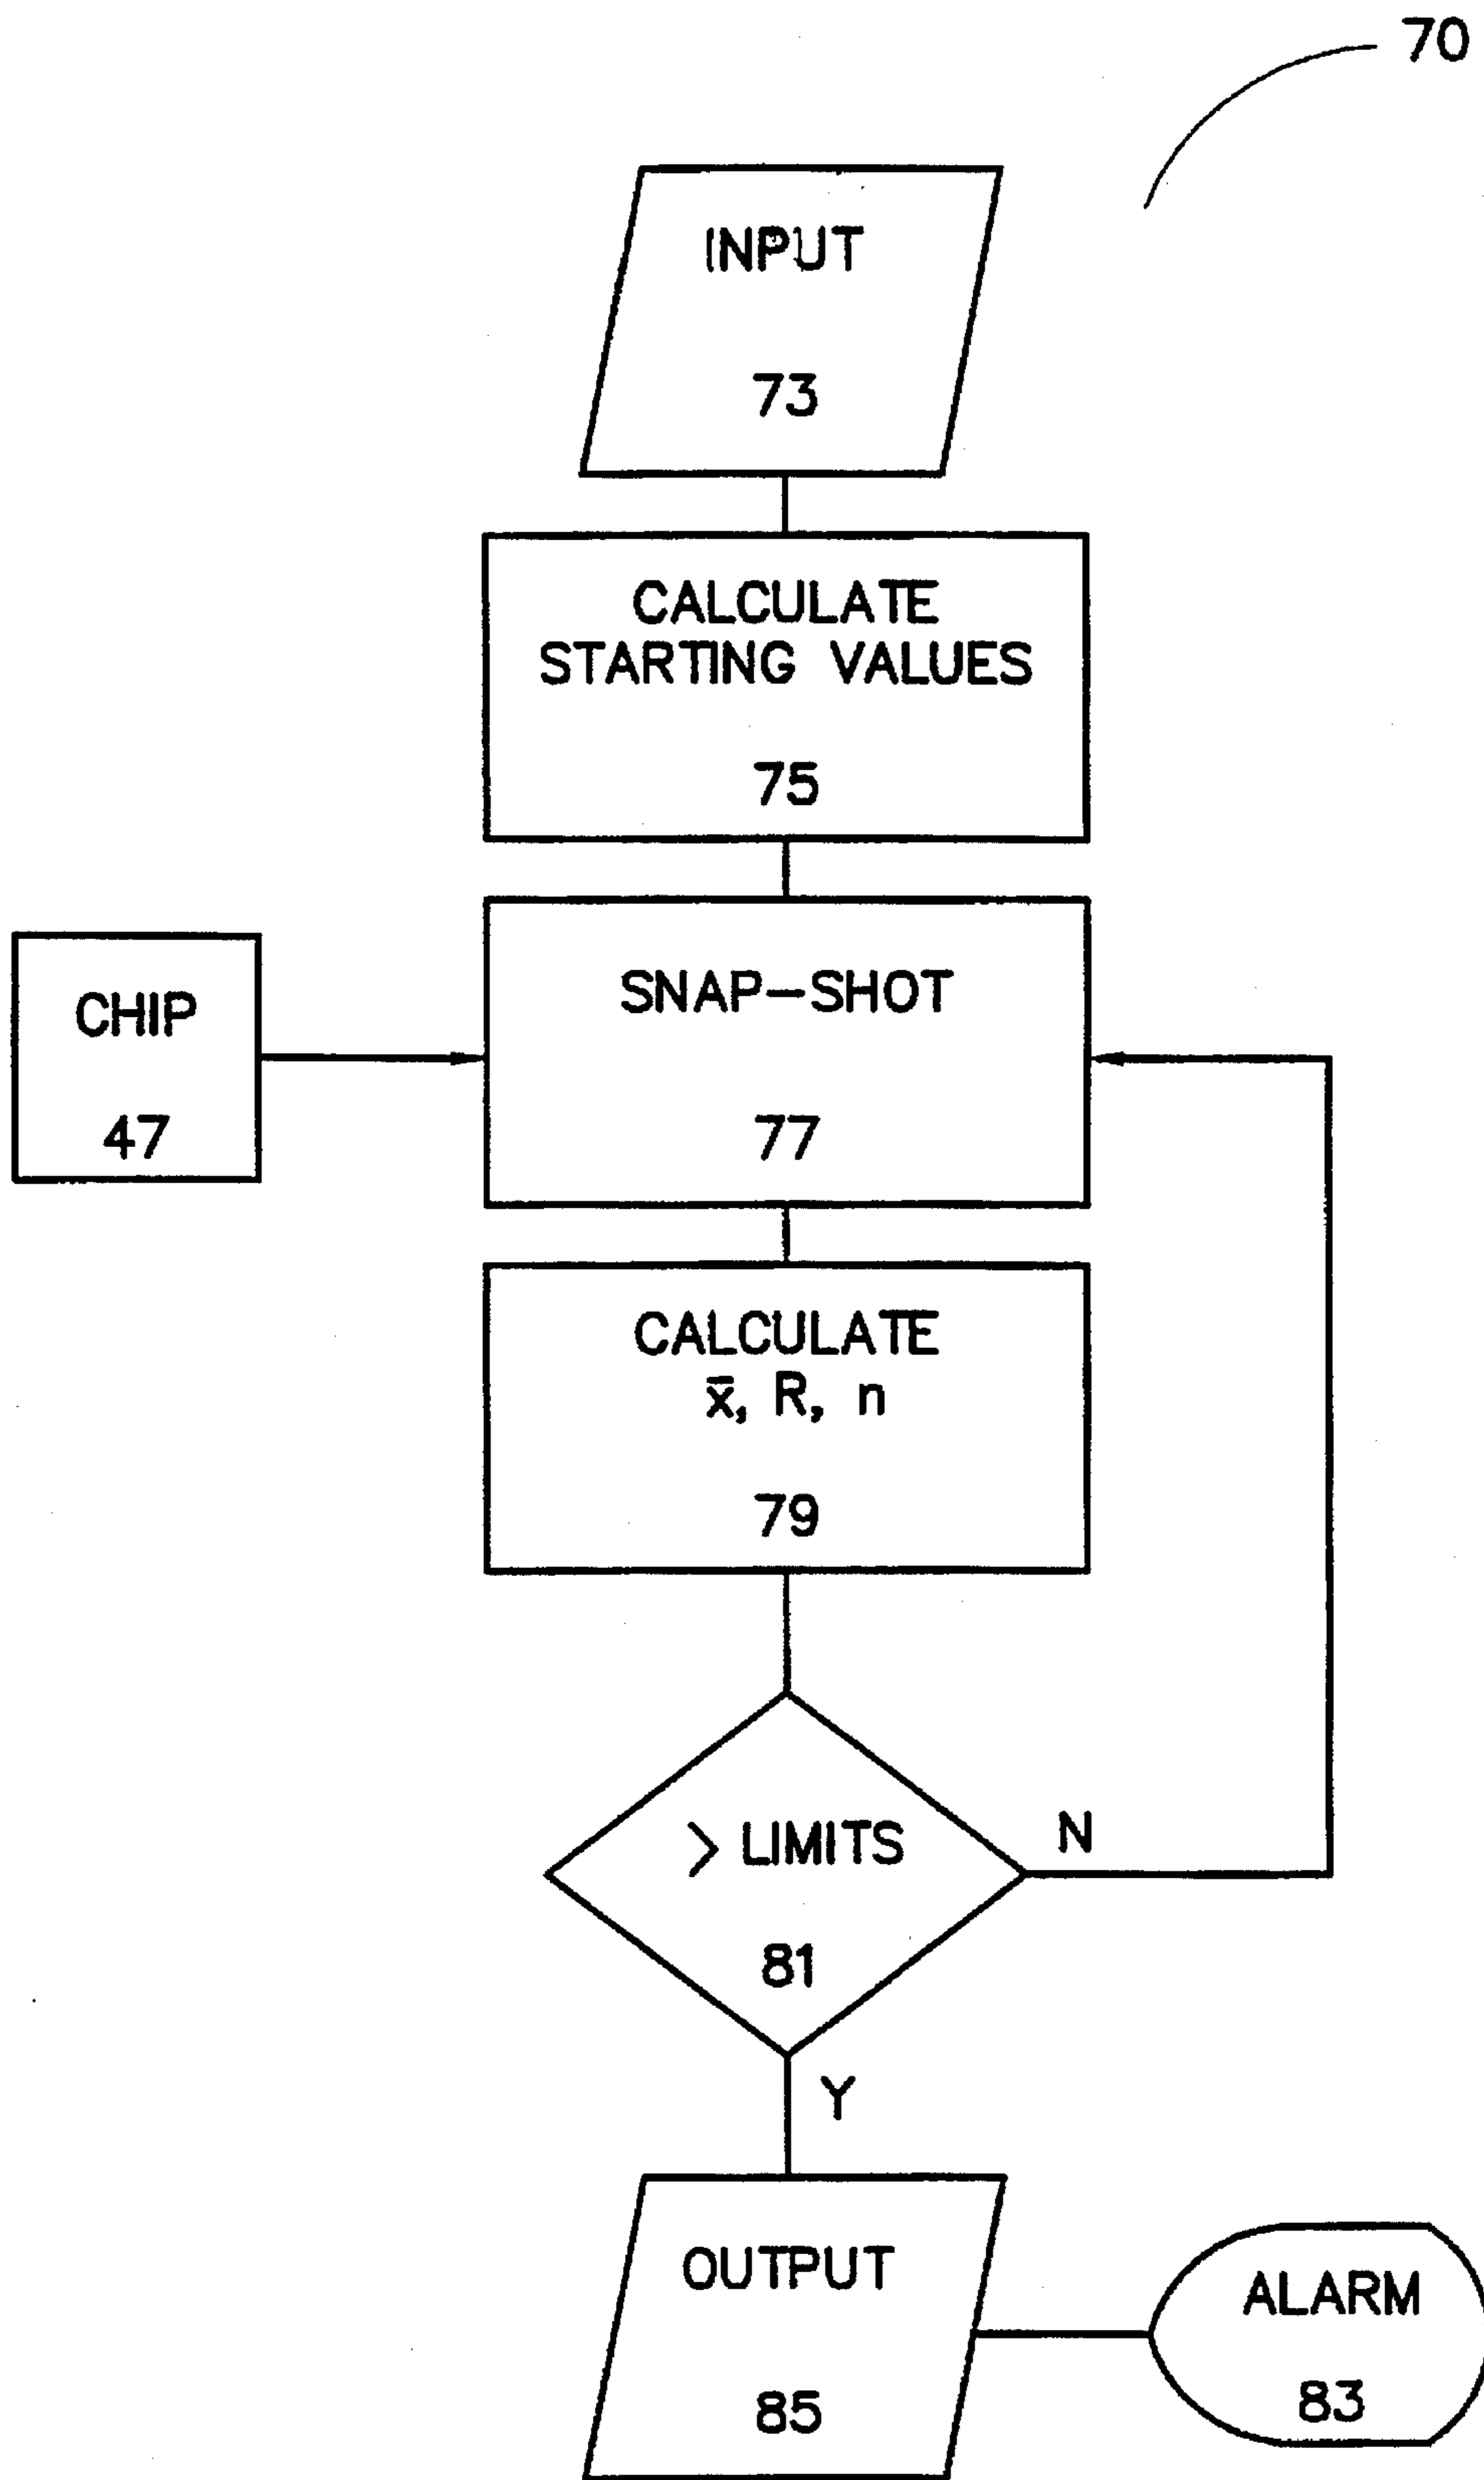 70
INPUT
73
CALCULATE
STARTING VALUES
75
CHIP
47
SNAP-SHOT
77
CALCULATE
x̄, R, n
79
> LIMITS
81
N
Y
OUTPUT
85
ALARM
83